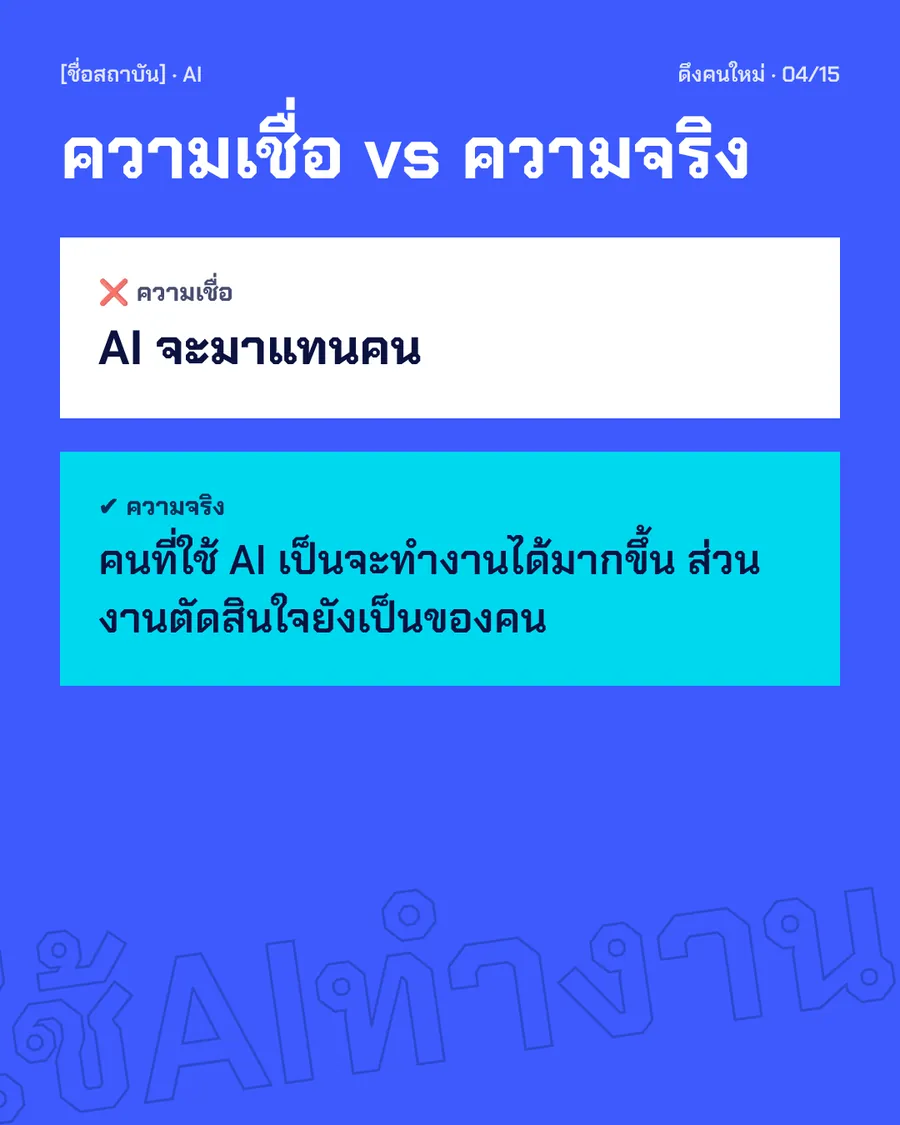 [ชื่อสถาบัน] · AI
ดึงคนใหม่ · 04/15
ความเชื่อ vs ความจริง
❌ ความเชื่อ
AI จะมาแทนคน
✔ ความจริง
คนที่ใช้ AI เป็นจะทำงานได้มากขึ้น ส่วน
งานตัดสินใจยังเป็นของคน
ใช้AIทำงาน